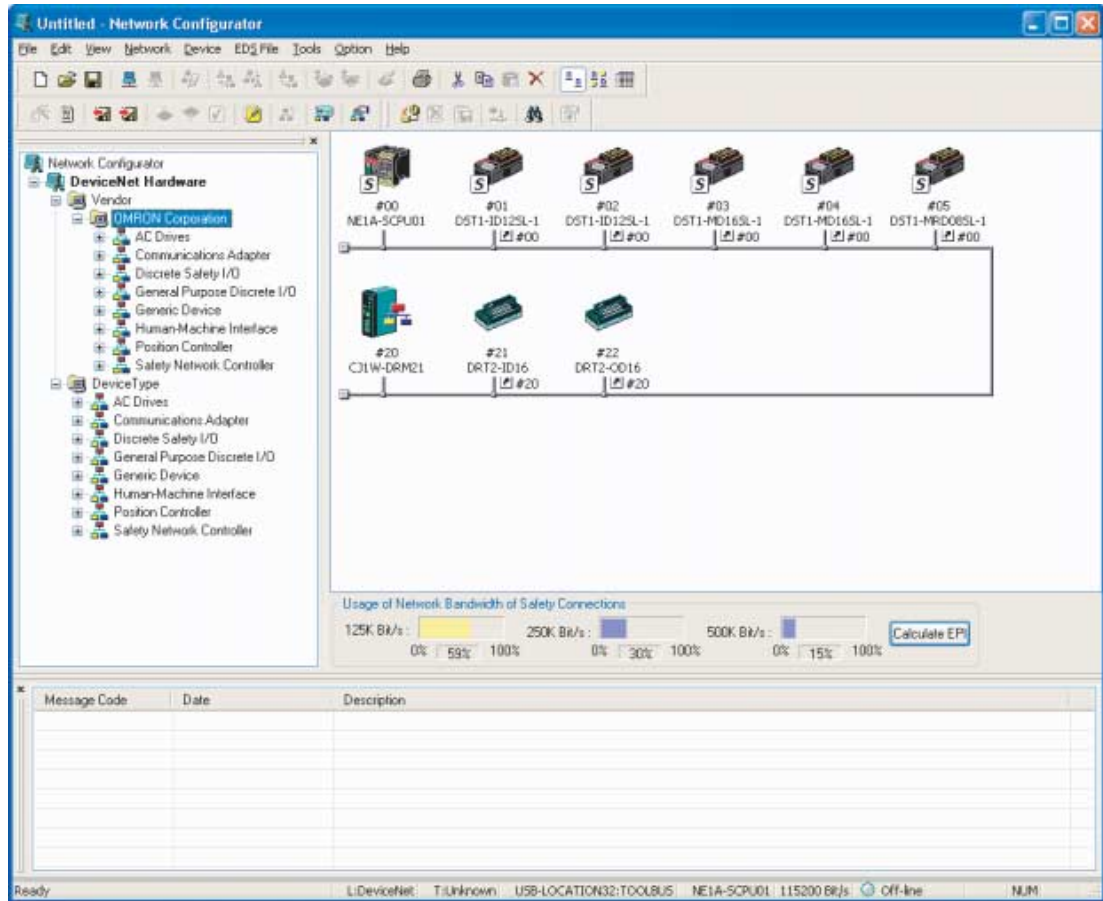 Untitled - Network Configurator
File Edit View Network Device EDS File Tools Option Help
Network Configurator
DeviceNet Hardware
Vendor
OMRON Corporation
AC Drives
Communications Adapter
Discrete Safety I/O
General Purpose Discrete I/O
Generic Device
Human-Machine Interface
Position Controller
Safety Network Controller
DeviceType
AC Drives
Communications Adapter
Discrete Safety I/O
General Purpose Discrete I/O
Generic Device
Human-Machine Interface
Position Controller
Safety Network Controller
S S S S S S
#00 #01 #02 #03 #04 #05
NE1A-SCPU01 DST1-ID12SL-1 DST1-ID12SL-1 DST1-MD16SL-1 DST1-MD16SL-1 DST1-MRD08SL-1
#00 #00 #00 #00 #00
#20 #21 #22
CJ1W-DRM21 DRT2-ID16 DRT2-OD16
#20 #20
Usage of Network Bandwidth of Safety Connections
125K Bit/s : 250K Bit/s : 500K Bit/s : Calculate EPI
0% 59% 100% 0% 30% 100% 0% 15% 100%
Message Code Date Description
Ready L:DeviceNet T:Unknown USB-LOCATION32:TOOLBUS NE1A-SCPU01 115200 Bit/s Off-line NUM